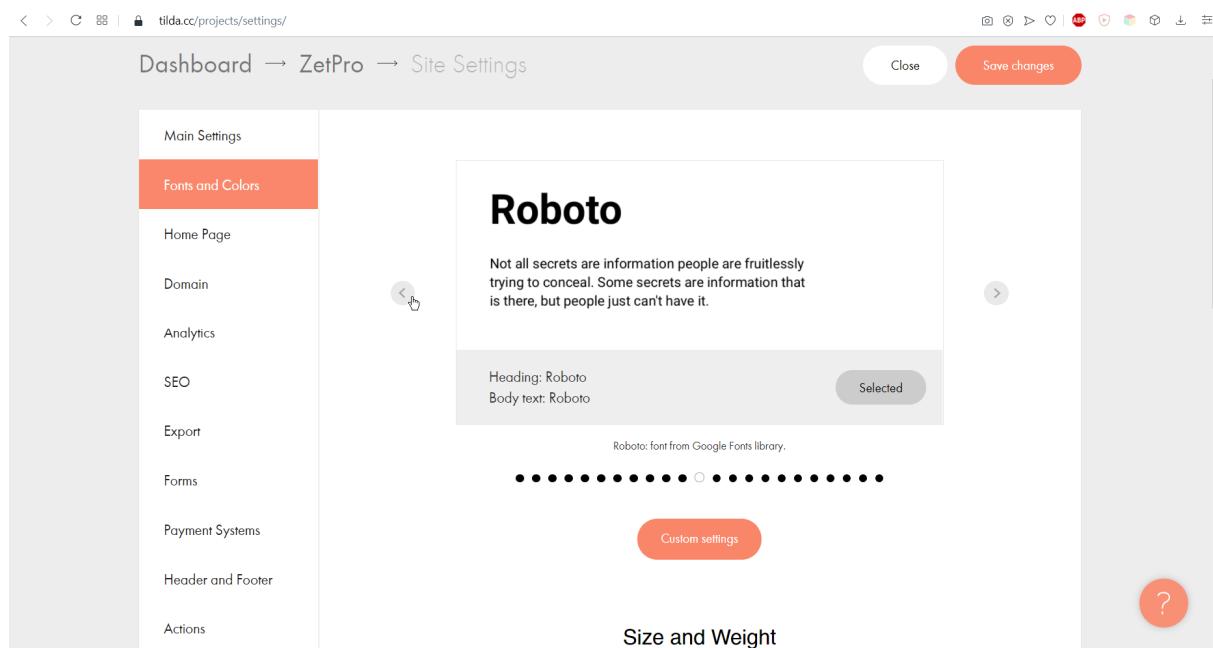 tilda.cc/projects/settings/
ABP
Dashboard → ZetPro → Site Settings
Close
Save changes
Main Settings
Fonts and Colors
Home Page
Domain
Analytics
SEO
Export
Forms
Payment Systems
Header and Footer
Actions
Roboto
Not all secrets are information people are fruitlessly
trying to conceal. Some secrets are information that
is there, but people just can't have it.
Heading: Roboto
Body text: Roboto
Selected
Roboto: font from Google Fonts library.
Custom settings
Size and Weight
?